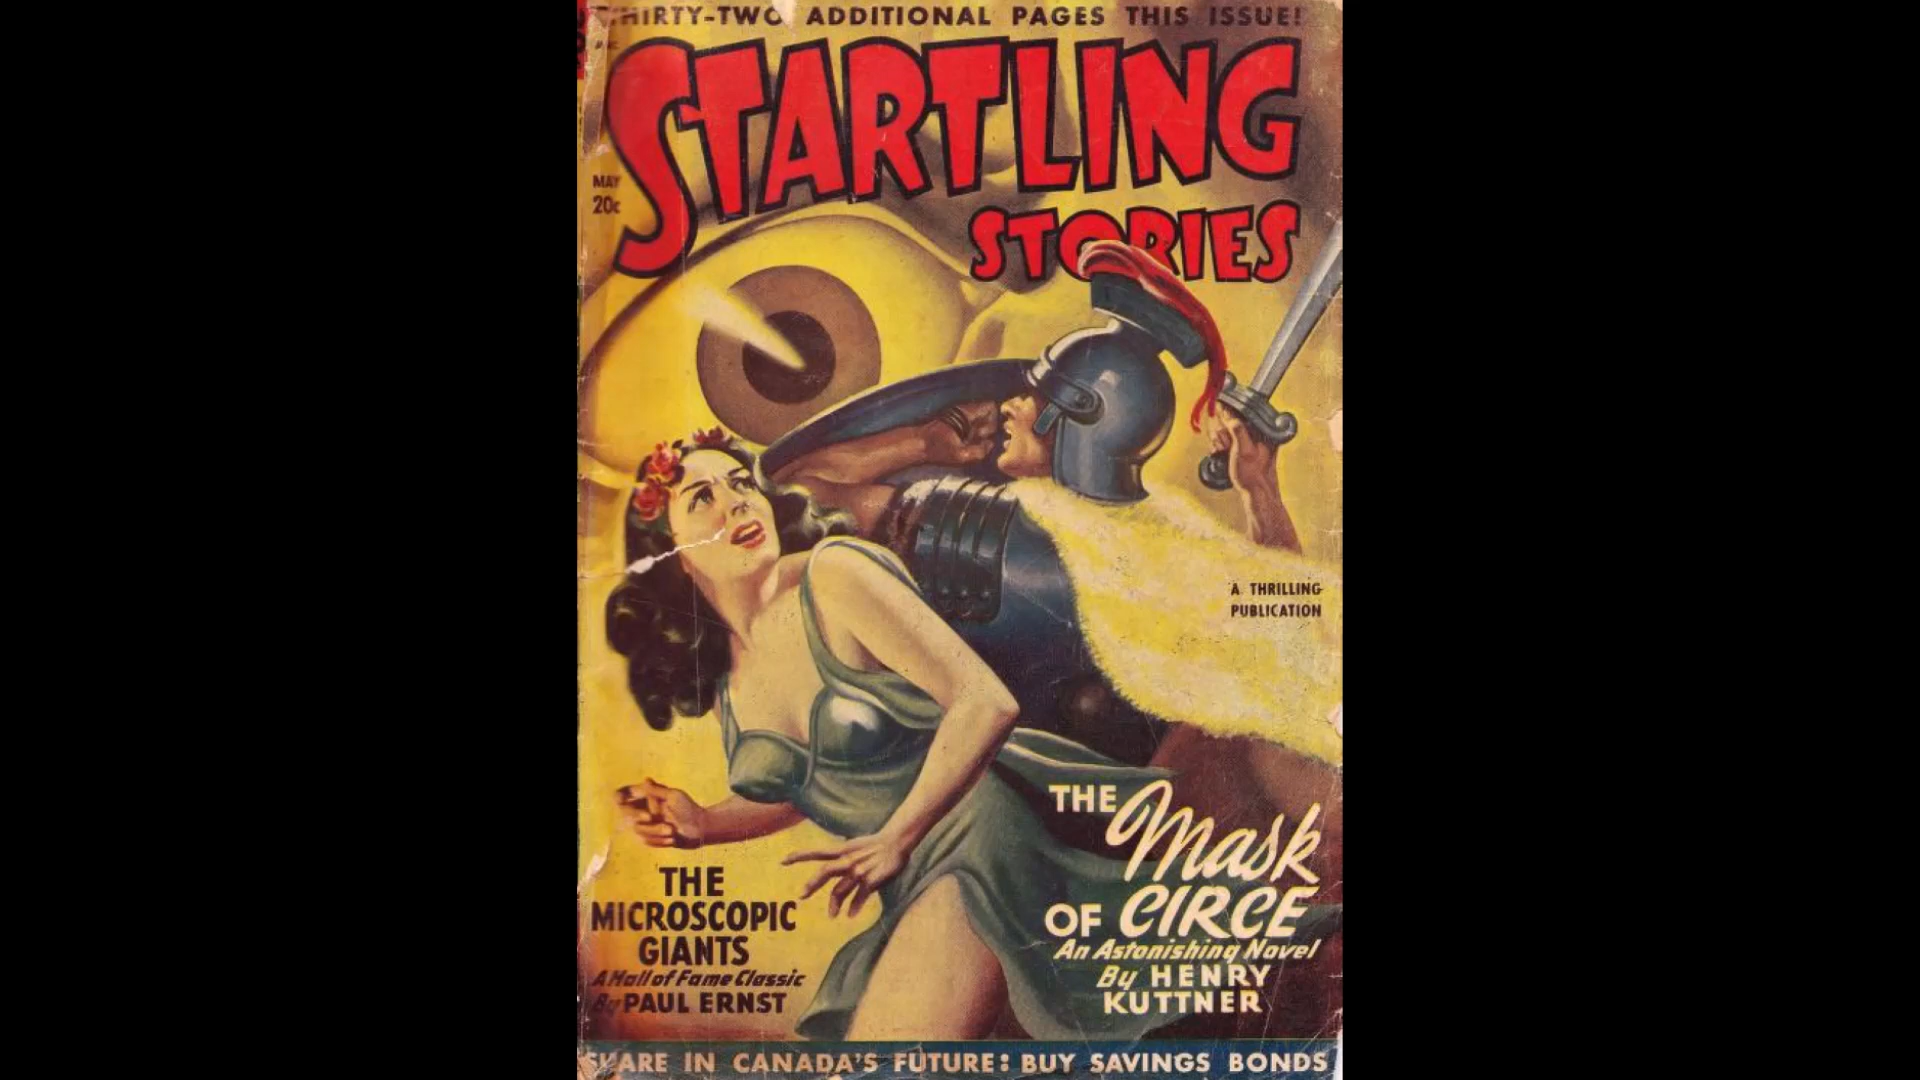 THIRTY-TWO ADDITIONAL PAGES THIS ISSUE!
STARTLING
STORIES
MAY
20c
A THRILLING
PUBLICATION
THE
MICROSCOPIC
GIANTS
A Hall of Fame Classic
By PAUL ERNST
THE Mask
OF CIRCE
An Astonishing Novel
By HENRY
KUTTNER
SHARE IN CANADA'S FUTURE: BUY SAVINGS BONDS